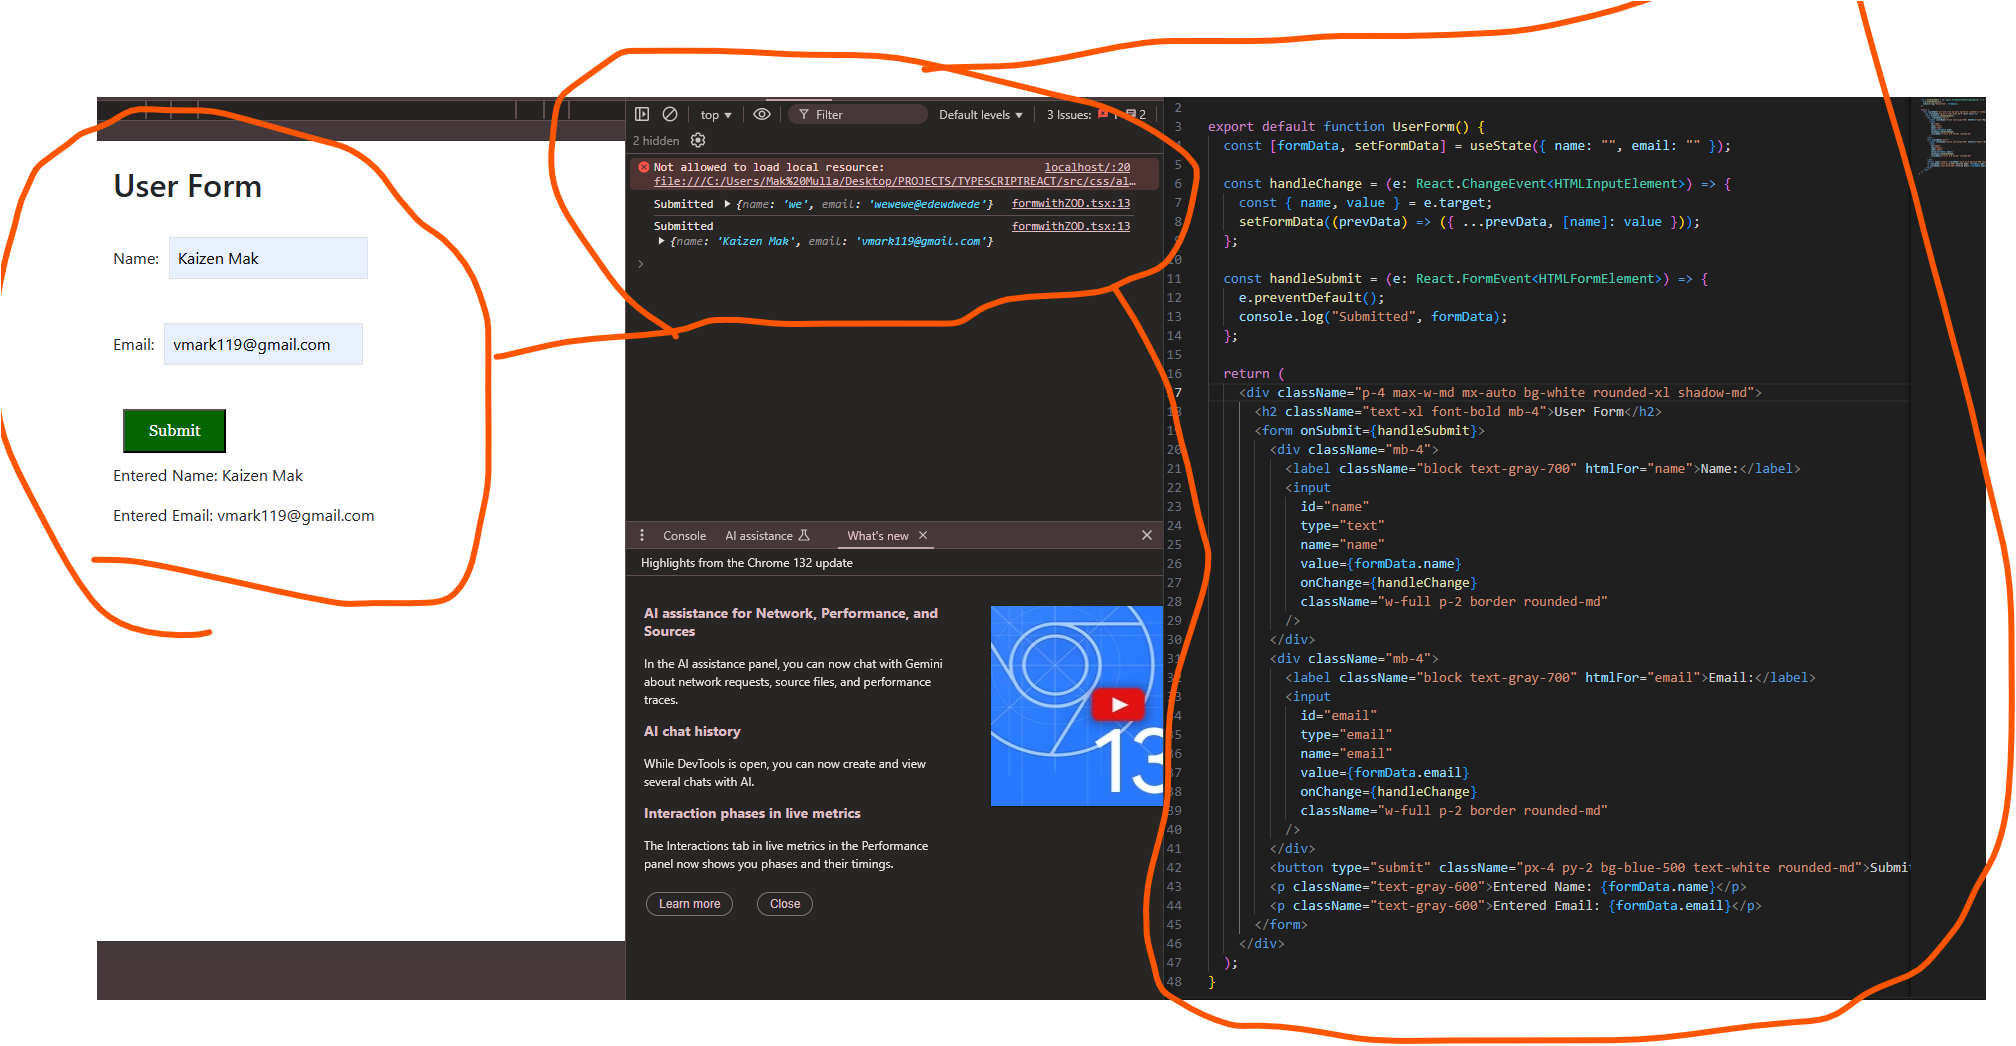 User Form
Name: Kaizen Mak
Email: vmark119@gmail.com
Submit
Entered Name: Kaizen Mak
Entered Email: vmark119@gmail.com
top
Filter
Default levels
3 Issues:
2
2 hidden
Not allowed to load local resource: localhost/:20
file:///C:/Users/Mak%20Mulla/Desktop/PROJECTS/TYPESCRIPTREACT/src/css/al…
Submitted {name: 'we', email: 'wewewe@edewdwede'} formwithZOD.tsx:13
Submitted formwithZOD.tsx:13
{name: 'Kaizen Mak', email: 'vmark119@gmail.com'}
Console AI assistance What's new
Highlights from the Chrome 132 update
AI assistance for Network, Performance, and
Sources
In the AI assistance panel, you can now chat with Gemini
about network requests, source files, and performance
traces.
AI chat history
While DevTools is open, you can now create and view
several chats with AI.
Interaction phases in live metrics
The Interactions tab in live metrics in the Performance
panel now shows you phases and their timings.
Learn more Close
13
2
3 export default function UserForm() {
const [formData, setFormData] = useState({ name: "", email: "" });
5
6 const handleChange = (e: React.ChangeEvent<HTMLInputElement>) => {
7 const { name, value } = e.target;
8 setFormData((prevData) => ({ ...prevData, [name]: value }));
};
10
11 const handleSubmit = (e: React.FormEvent<HTMLFormElement>) => {
12 e.preventDefault();
13 console.log("Submitted", formData);
14 };
15
16 return (
17 <div className="p-4 max-w-md mx-auto bg-white rounded-xl shadow-md">
18 <h2 className="text-xl font-bold mb-4">User Form</h2>
19 <form onSubmit={handleSubmit}>
20 <div className="mb-4">
21 <label className="block text-gray-700" htmlFor="name">Name:</label>
22 <input
23 id="name"
24 type="text"
25 name="name"
26 value={formData.name}
27 onChange={handleChange}
28 className="w-full p-2 border rounded-md"
29 />
30 </div>
31 <div className="mb-4">
32 <label className="block text-gray-700" htmlFor="email">Email:</label>
33 <input
34 id="email"
35 type="email"
36 name="email"
37 value={formData.email}
38 onChange={handleChange}
39 className="w-full p-2 border rounded-md"
40 />
41 </div>
42 <button type="submit" className="px-4 py-2 bg-blue-500 text-white rounded-md">Submi
43 <p className="text-gray-600">Entered Name: {formData.name}</p>
44 <p className="text-gray-600">Entered Email: {formData.email}</p>
45 </form>
46 </div>
47 );
48 }